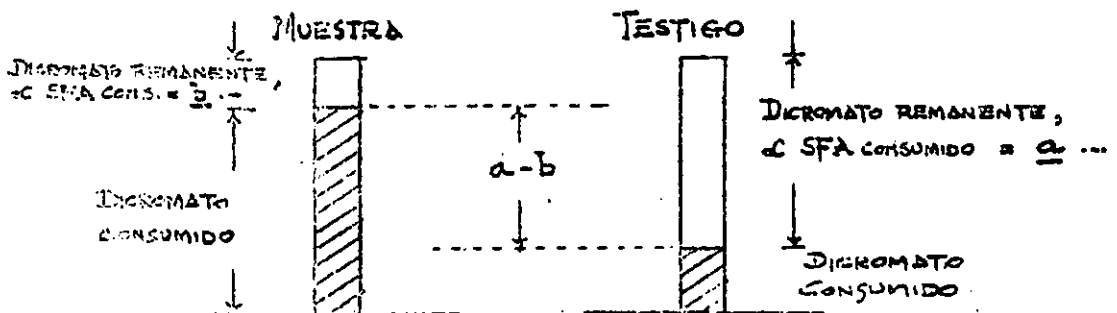 MUESTRA
TESTIGO
DICROMATO REMANENTE,
∝ SFA CONS. = b --
DICROMATO
CONSUMIDO
a-b
DICROMATO REMANENTE,
∝ SFA CONSUMIDO = a ...
DICROMATO
CONSUMIDO